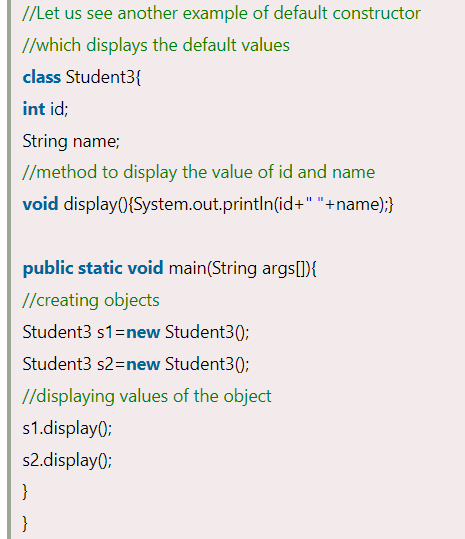 //Let us see another example of default constructor
//which displays the default values
class Student3{
int id;
String name;
//method to display the value of id and name
void display(){System.out.println(id+" "+name);}
public static void main(String args[]){
//creating objects
Student3 s1=new Student3();
Student3 s2=new Student3();
//displaying values of the object
s1.display();
s2.display();
}
}